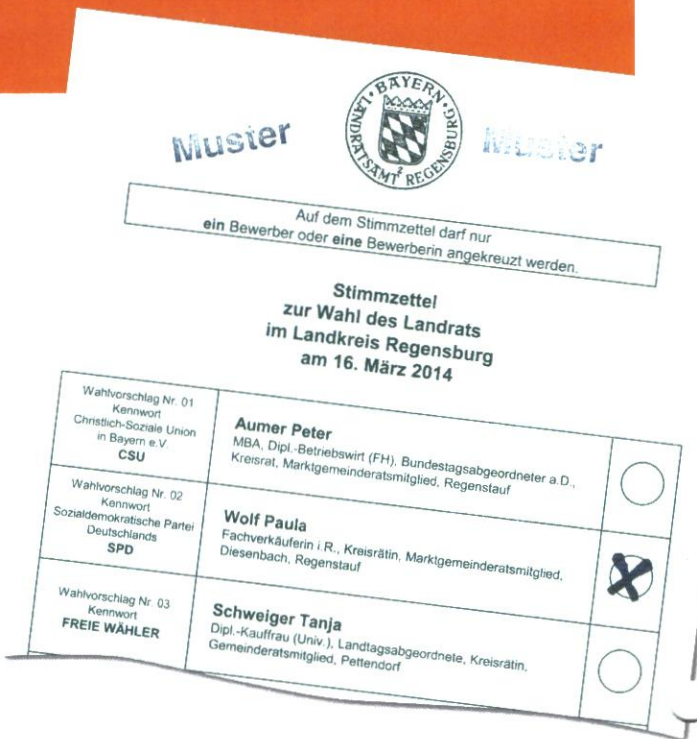 Muster
BAYERN
LANDRATSAMT REGENSBURG
2
Muster
Auf dem Stimmzettel darf nur
ein Bewerber oder eine Bewerberin angekreuzt werden.
Stimmzettel
zur Wahl des Landrats
im Landkreis Regensburg
am 16. März 2014
Wahlvorschlag Nr. 01
Kennwort
Christlich-Soziale Union
in Bayern e.V.
CSU
Aumer Peter
MBA, Dipl.-Betriebswirt (FH), Bundestagsabgeordneter a.D.,
Kreisrat, Marktgemeinderatsmitglied, Regenstauf
Wahlvorschlag Nr. 02
Kennwort
Sozialdemokratische Partei
Deutschlands
SPD
Wolf Paula
Fachverkäuferin i.R., Kreisrätin, Marktgemeinderatsmitglied,
Diesenbach, Regenstauf
Wahlvorschlag Nr. 03
Kennwort
FREIE WÄHLER
Schweiger Tanja
Dipl.-Kauffrau (Univ.), Landtagsabgeordnete, Kreisrätin,
Gemeinderatsmitglied, Pettendorf